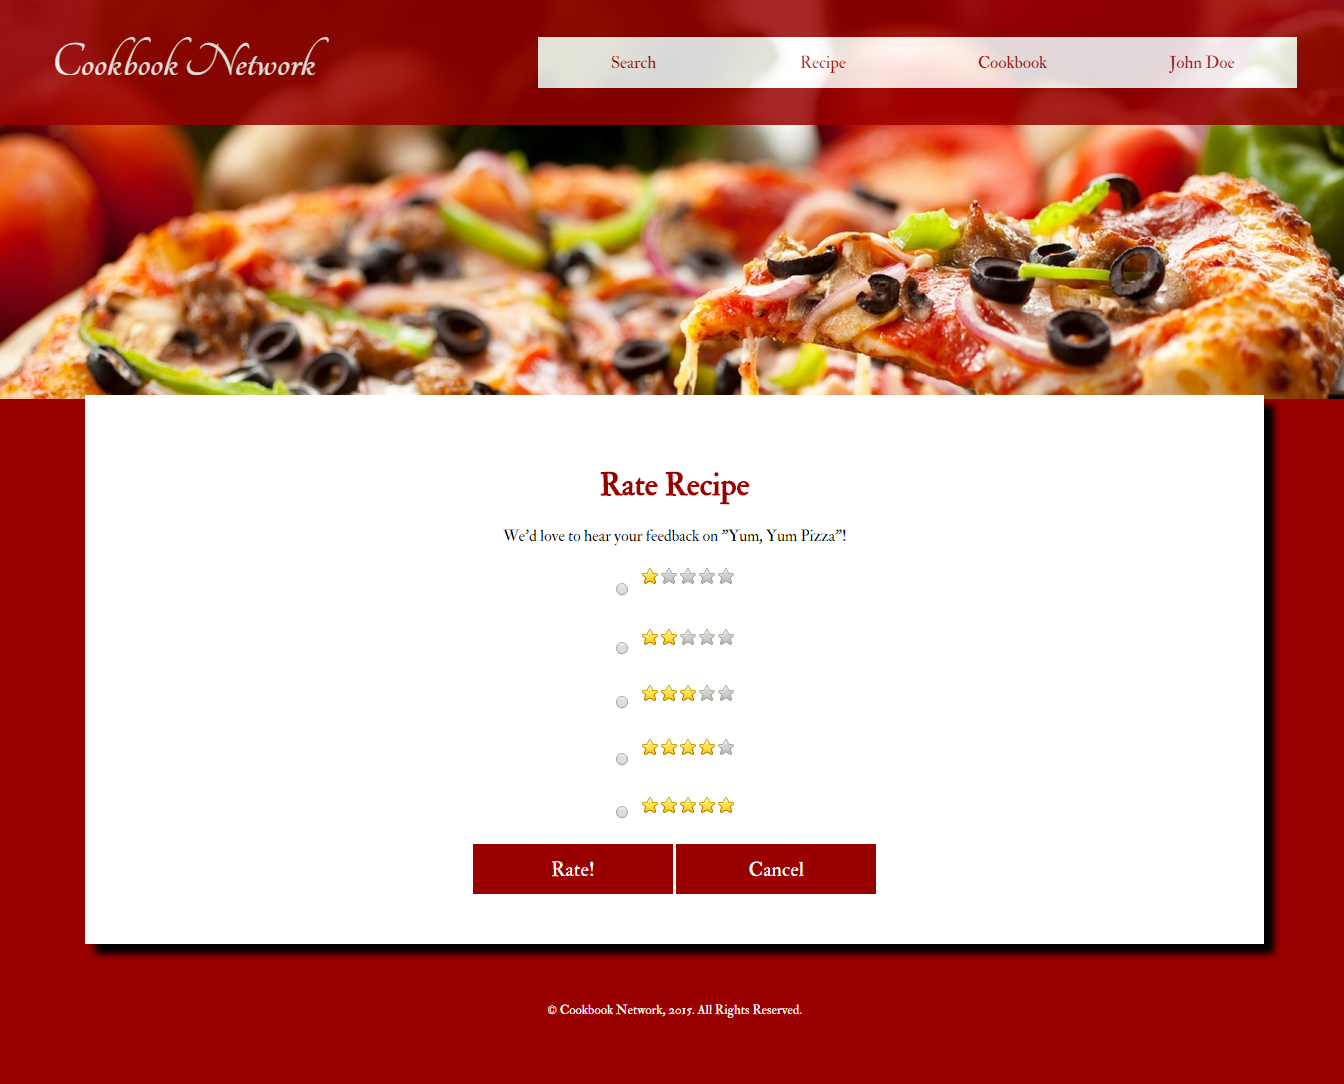 Cookbook Network
Search Recipe Cookbook John Doe
Rate Recipe
We'd love to hear your feedback on "Yum, Yum Pizza"!
Rate! Cancel
© Cookbook Network, 2015. All Rights Reserved.